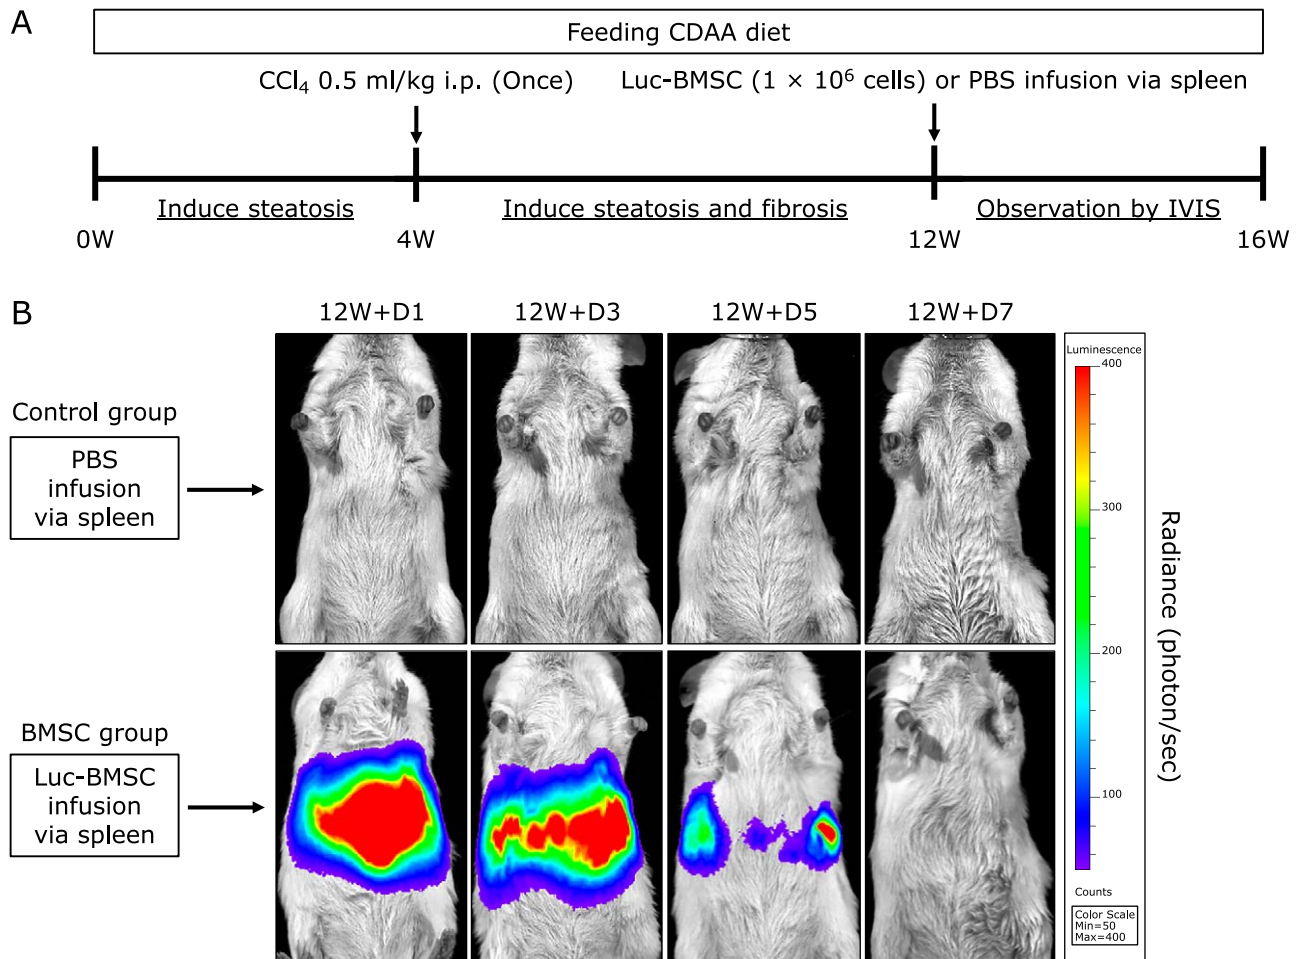 A
Feeding CDAA diet
CCl₄ 0.5 ml/kg i.p. (Once)
Luc-BMSC (1 × 10⁶ cells) or PBS infusion via spleen
Induce steatosis
Induce steatosis and fibrosis
Observation by IVIS
0W
4W
12W
16W
B
12W+D1
12W+D3
12W+D5
12W+D7
Control group
PBS
infusion
via spleen
BMSC group
Luc-BMSC
infusion
via spleen
Luminescence
400
300
200
100
Counts
Color Scale
Min=50
Max=400
Radiance (photon/sec)